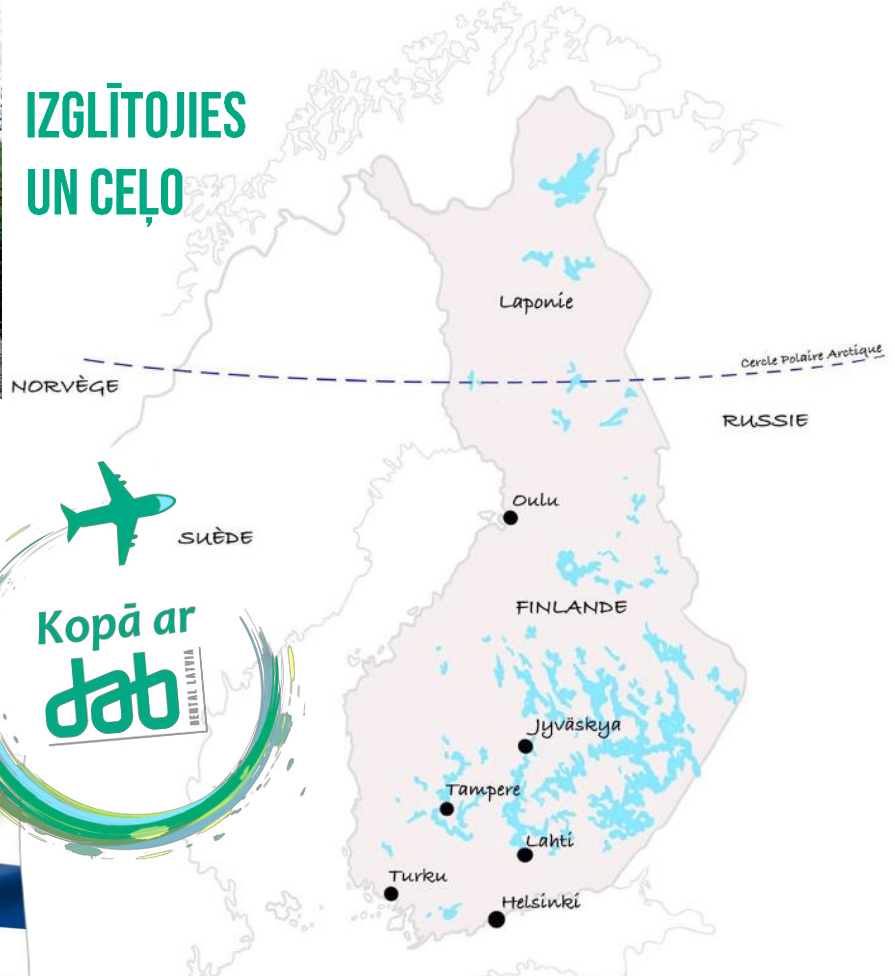 IZGLĪTOJIES
UN CEĻO
Laponie
Cercle Polaire Arctique
NORVÈGE
RUSSIE
Oulu
SUÈDE
FINLANDE
Kopā ar
dab
DENTAL LATVIA
Jyväskya
Tampere
Lahti
Turku
Helsinki